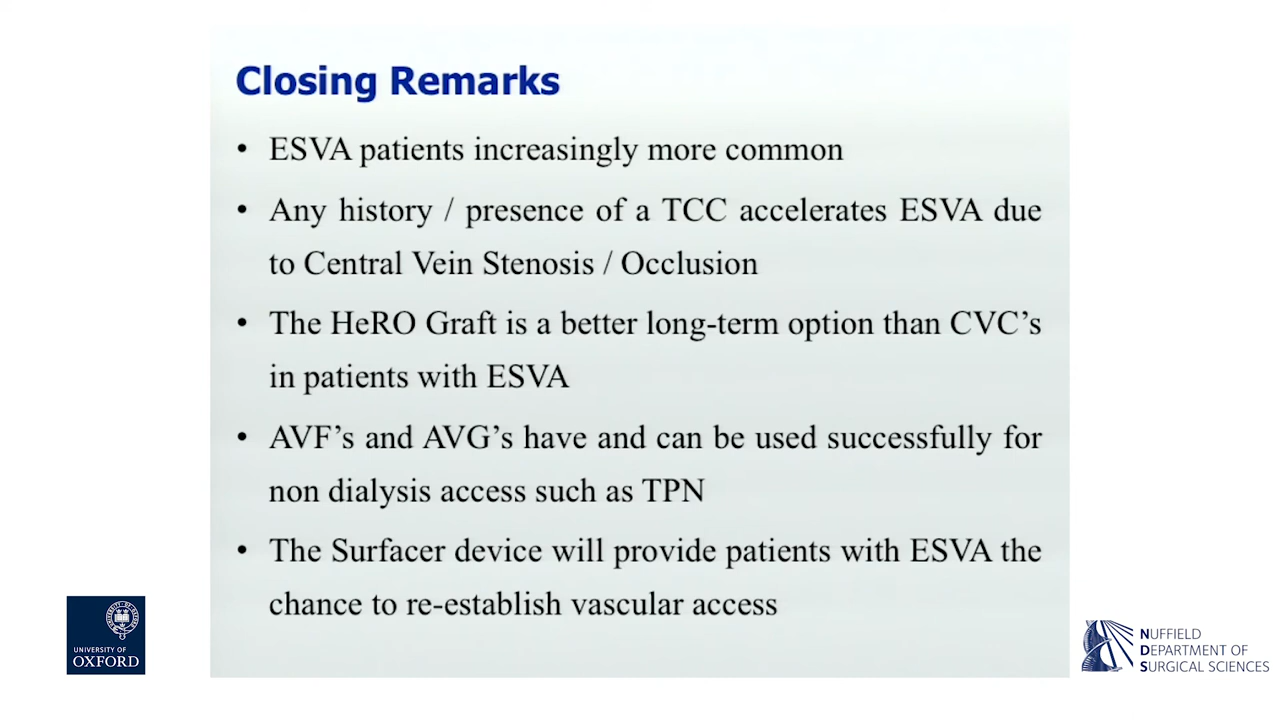 Closing Remarks
• ESVA patients increasingly more common
• Any history / presence of a TCC accelerates ESVA due
to Central Vein Stenosis / Occlusion
• The HeRO Graft is a better long-term option than CVC's
in patients with ESVA
• AVF's and AVG's have and can be used successfully for
non dialysis access such as TPN
• The Surfacer device will provide patients with ESVA the
chance to re-establish vascular access
UNIVERSITY OF
OXFORD
NUFFIELD
DEPARTMENT OF
SURGICAL SCIENCES